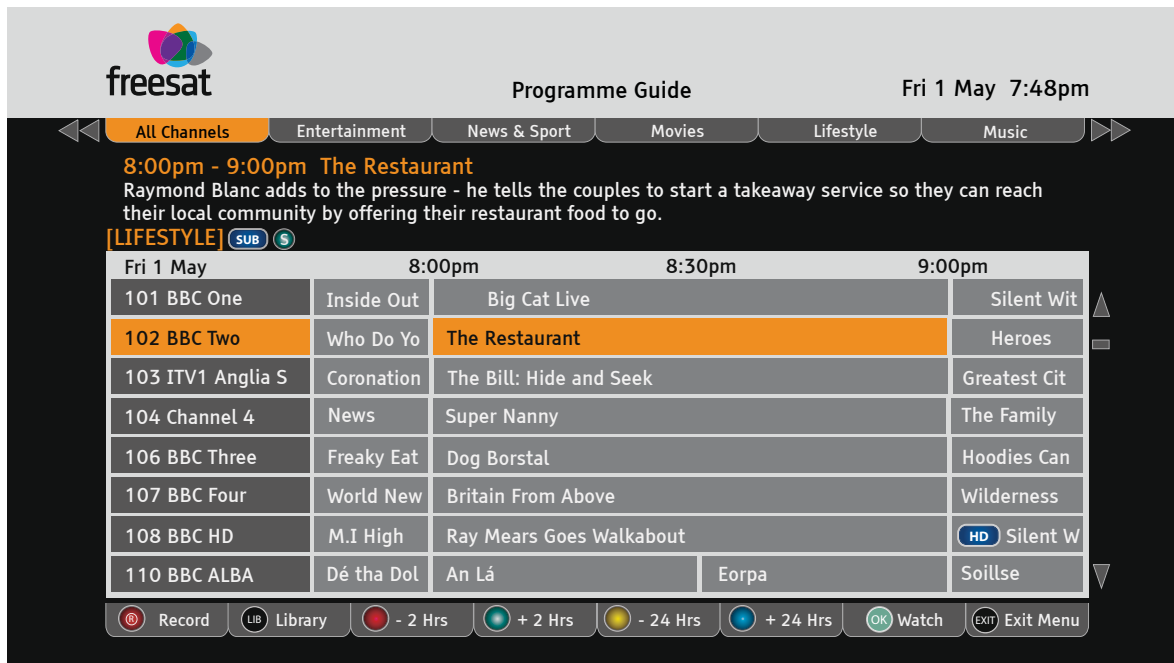 freesat
Programme Guide Fri 1 May 7:48pm
All Channels Entertainment News & Sport Movies Lifestyle Music
8:00pm - 9:00pm The Restaurant
Raymond Blanc adds to the pressure - he tells the couples to start a takeaway service so they can reach
their local community by offering their restaurant food to go.
[LIFESTYLE] SUB S
Fri 1 May 8:00pm 8:30pm 9:00pm
101 BBC One Inside Out Big Cat Live Silent Wit
102 BBC Two Who Do Yo The Restaurant Heroes
103 ITV1 Anglia S Coronation The Bill: Hide and Seek Greatest Cit
104 Channel 4 News Super Nanny The Family
106 BBC Three Freaky Eat Dog Borstal Hoodies Can
107 BBC Four World New Britain From Above Wilderness
108 BBC HD M.I High Ray Mears Goes Walkabout HD Silent W
110 BBC ALBA Dé tha Dol An Lá Eorpa Soillse
R Record LIB Library - 2 Hrs + 2 Hrs - 24 Hrs + 24 Hrs OK Watch EXIT Exit Menu